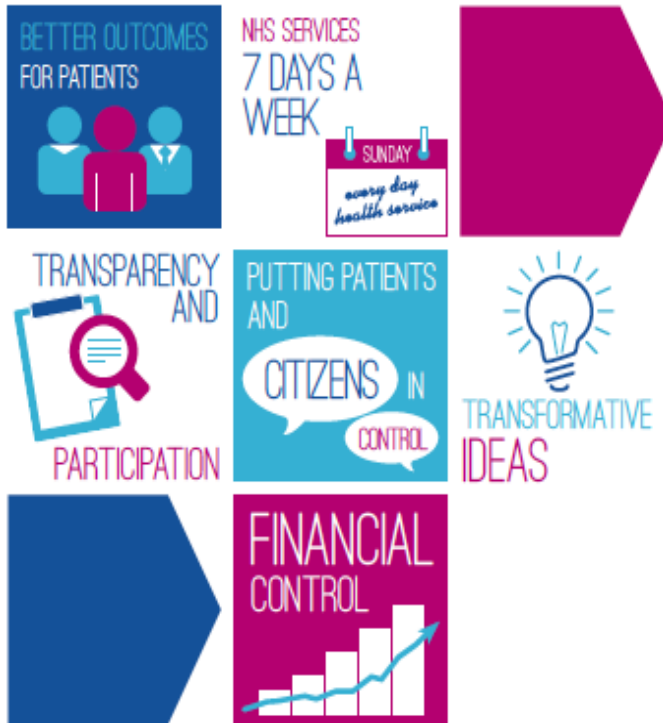 BETTER OUTCOMES
FOR PATIENTS
NHS SERVICES
7 DAYS A
WEEK
SUNDAY
every day
health service
TRANSPARENCY
AND
PARTICIPATION
PUTTING PATIENTS
AND
CITIZENS IN
CONTROL
TRANSFORMATIVE
IDEAS
FINANCIAL
CONTROL